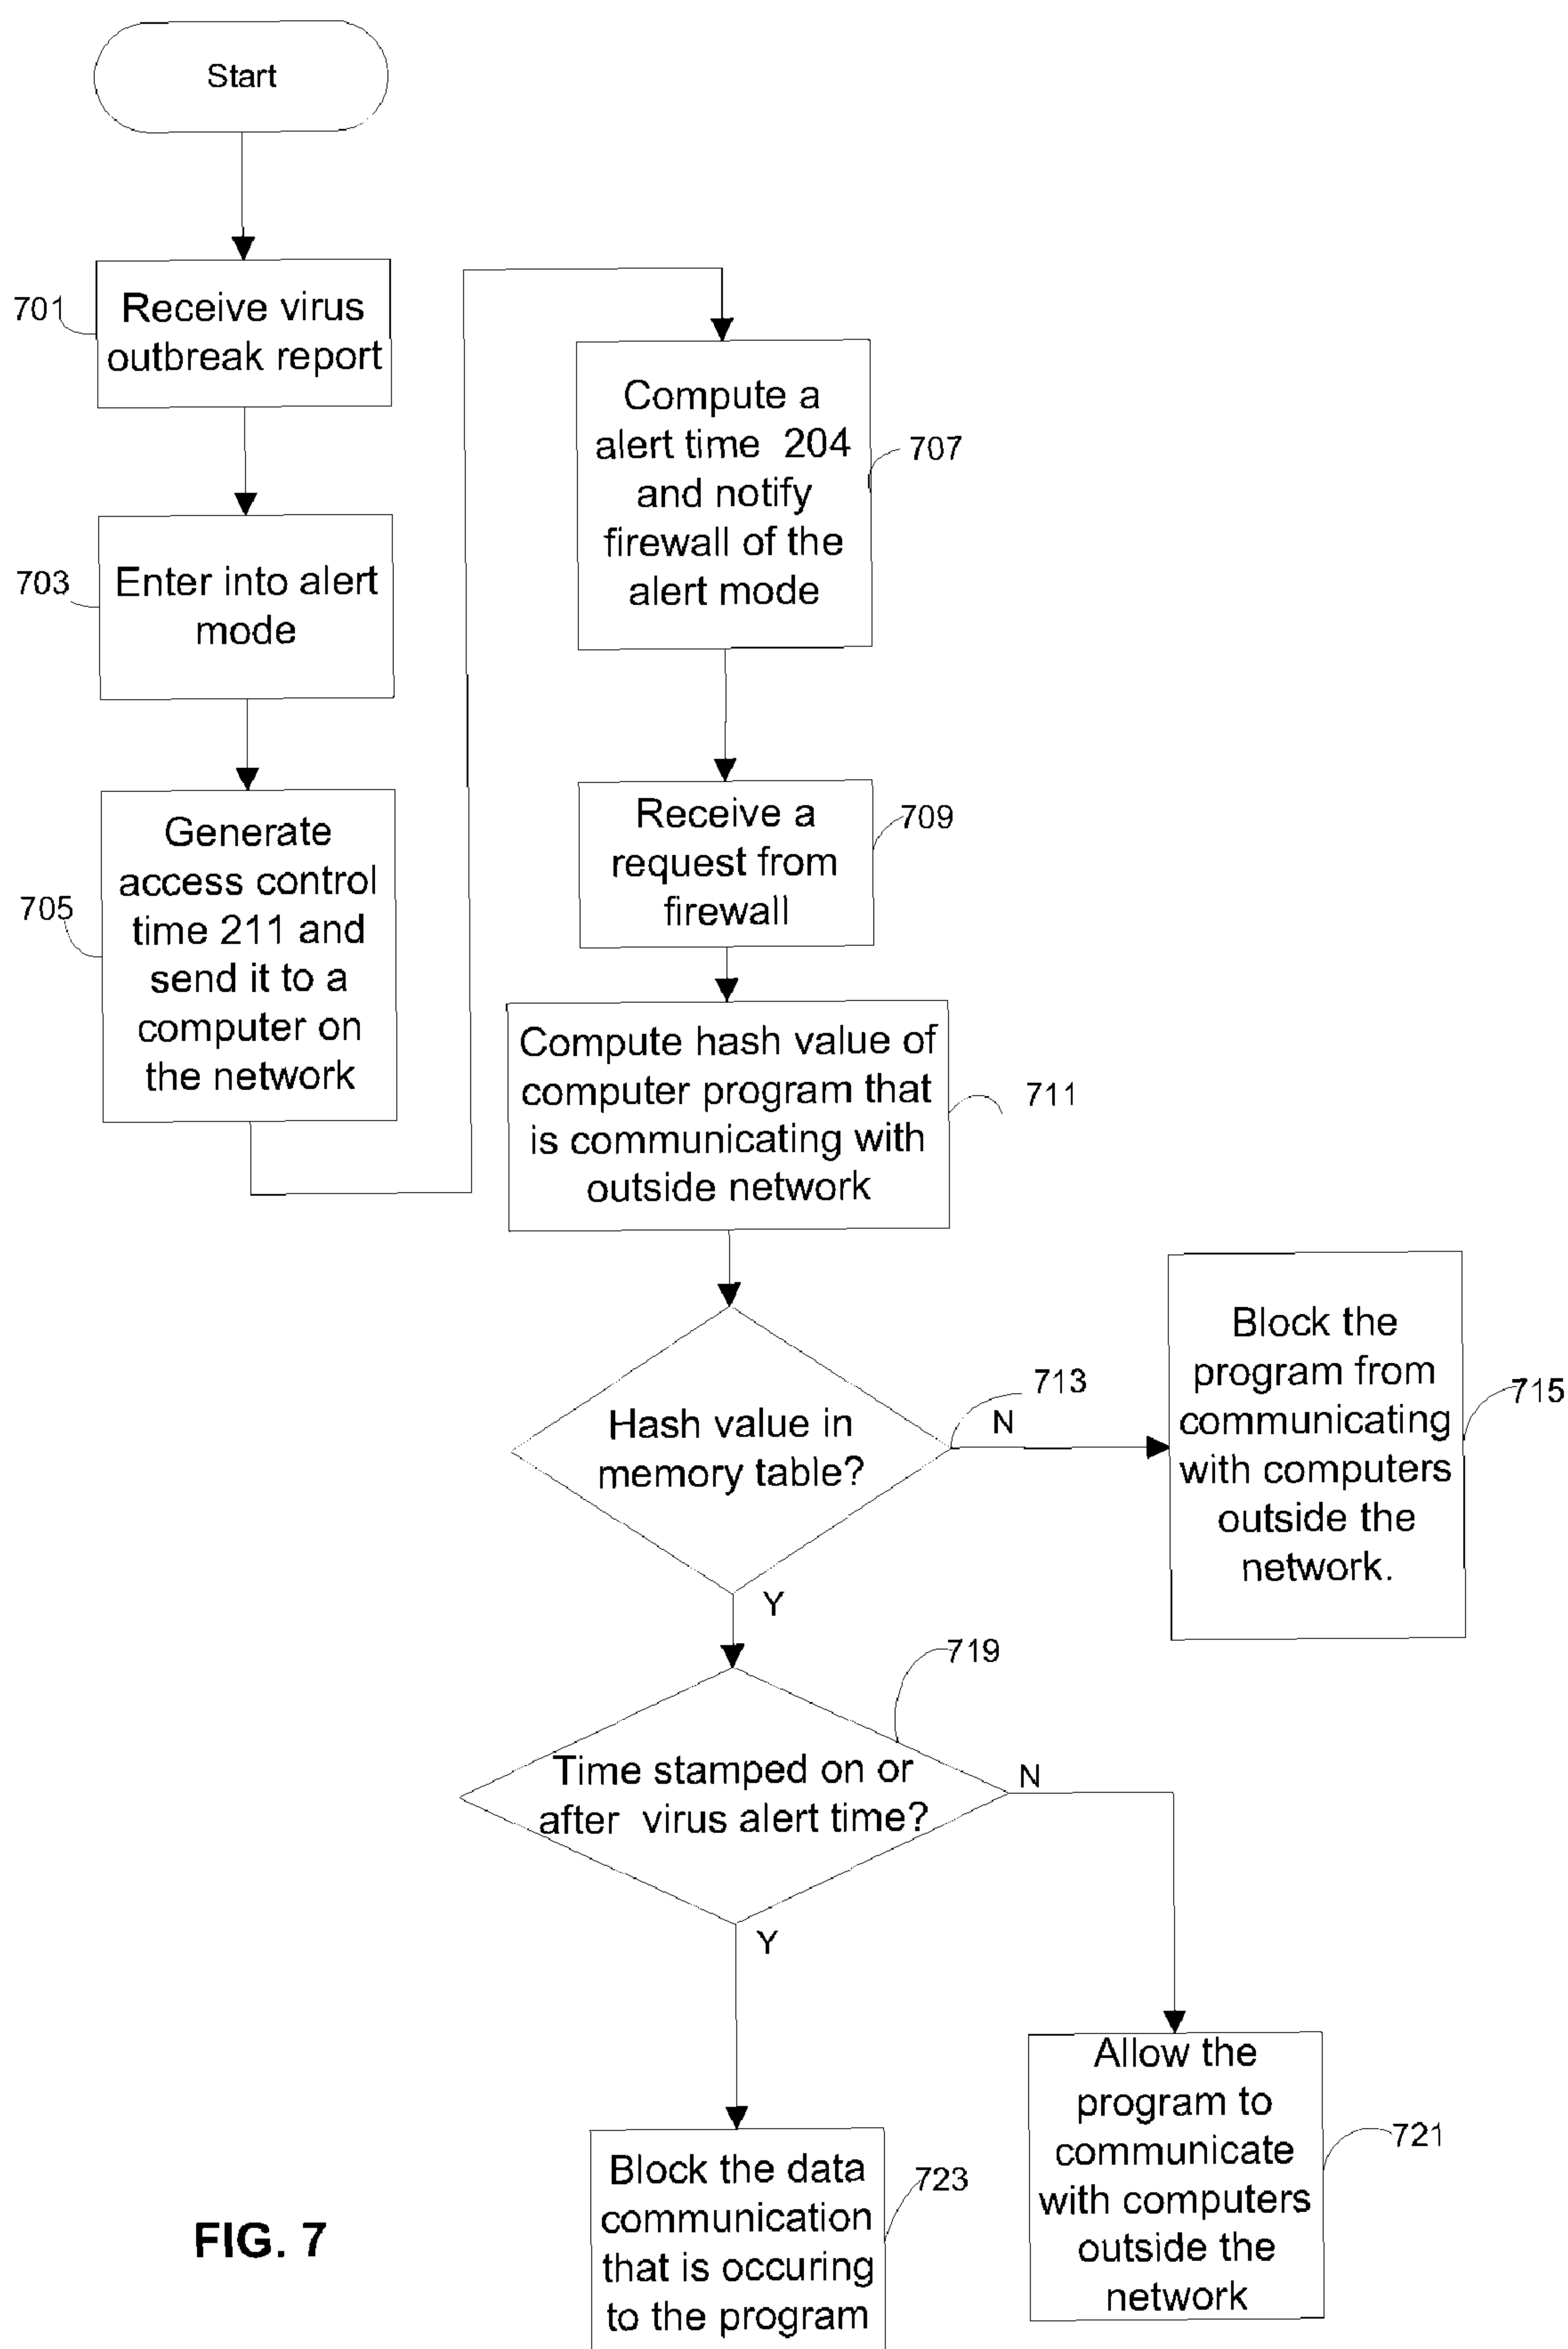 Start
701
Receive virus
outbreak report
703
Enter into alert
mode
705
Generate
access control
time 211 and
send it to a
computer on
the network
Compute a
alert time 204
and notify
firewall of the
alert mode
707
Receive a
request from
firewall
709
Compute hash value of
computer program that
is communicating with
outside network
711
Hash value in
memory table?
713
N
Y
Block the
program from
communicating
with computers
outside the
network.
715
719
Time stamped on or
after virus alert time?
N
Y
Allow the
program to
communicate
with computers
outside the
network
721
Block the data
communication
that is occuring
to the program
723
FIG. 7